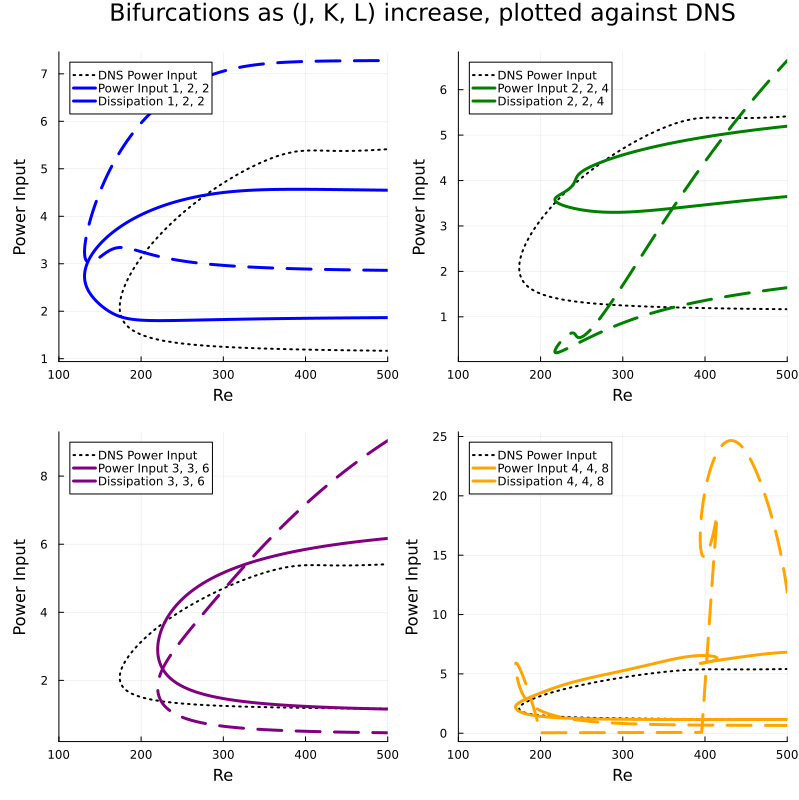 Bifurcations as (J, K, L) increase, plotted against DNS
7
6
5
4
3
2
1
Power Input
DNS Power Input
Power Input 1, 2, 2
Dissipation 1, 2, 2
100
200
300
400
500
Re
6
5
4
3
2
1
Power Input
DNS Power Input
Power Input 2, 2, 4
Dissipation 2, 2, 4
100
200
300
400
500
Re
8
6
4
2
Power Input
DNS Power Input
Power Input 3, 3, 6
Dissipation 3, 3, 6
100
200
300
400
500
Re
25
20
15
10
5
0
Power Input
DNS Power Input
Power Input 4, 4, 8
Dissipation 4, 4, 8
100
200
300
400
500
Re